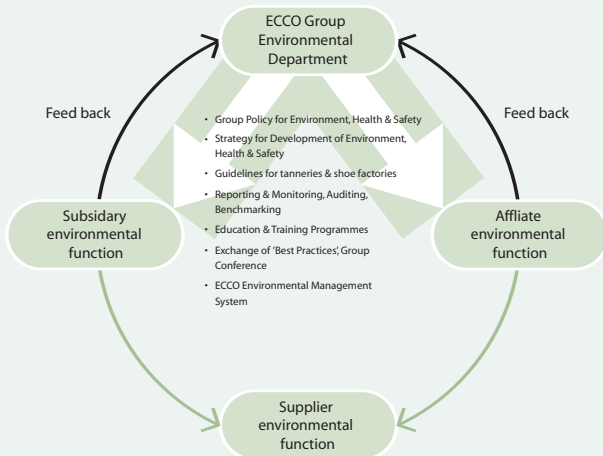 ECCO Group
Environmental
Department
Feed back
Feed back
• Group Policy for Environment, Health & Safety
• Strategy for Development of Environment,
Health & Safety
• Guidelines for tanneries & shoe factories
• Reporting & Monitoring, Auditing,
Benchmarking
• Education & Training Programmes
• Exchange of 'Best Practices', Group
Conference
• ECCO Environmental Management
System
Subsidary
environmental
function
Affliate
environmental
function
Supplier
environmental
function